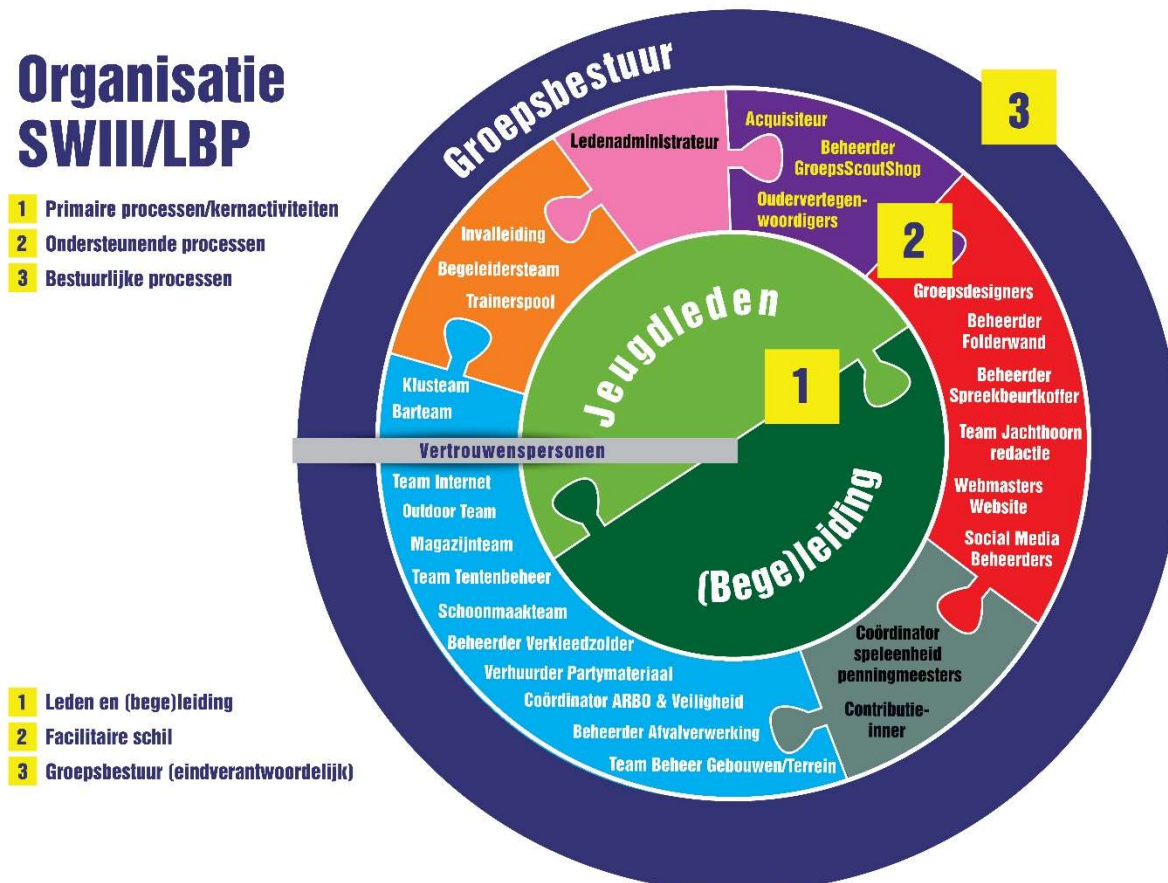 Organisatie
SWIII/LBP
1 Primaire processen/kernactiviteiten
2 Ondersteunende processen
3 Bestuurlijke processen
1 Leden en (bege)leiding
2 Facilitaire schil
3 Groepsbestuur (eindverantwoordelijk)
Groepsbestuur
3
Ledenadministrateur
Acquisiteur
Beheerder
GroepsScoutShop
Oudervertegen-
woordigers
2
Groepsdesigners
Beheerder
Folderwand
Beheerder
Spreekbeurtkoffer
Team Jachthoorn
redactie
Webmasters
Website
Social Media
Beheerders
Coördinator
speleenheid
penningmeesters
Contributie-
inner
Invalleiding
Begeleidersteam
Trainerspool
Klusteam
Barteam
Vertrouwenspersonen
Team Internet
Outdoor Team
Magazijnteam
Team Tentenbeheer
Schoonmaakteam
Beheerder Verkleedzolder
Verhuurder Partymateriaal
Coördinator ARBO & Veiligheid
Beheerder Afvalverwerking
Team Beheer Gebouwen/Terrein
Jeugdleden
1
(Bege)leiding